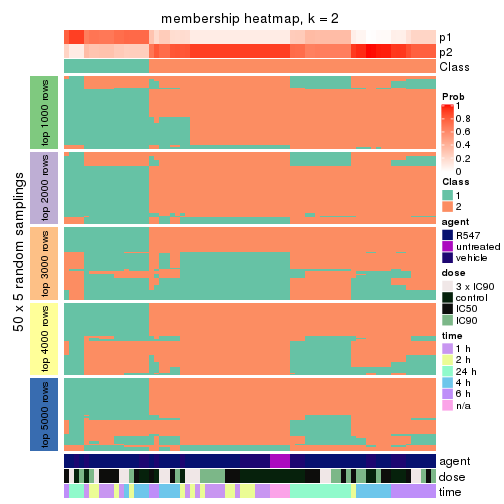 membership heatmap, k = 2
p1
p2
Class
50 x 5 random samplings
top 1000 rows
top 2000 rows
top 3000 rows
top 4000 rows
top 5000 rows
agent
dose
time
Prob
1
0.8
0.6
0.4
0.2
0
Class
1
2
agent
R547
untreated
vehicle
dose
3 x IC90
control
IC50
IC90
time
1 h
2 h
24 h
4 h
6 h
n/a